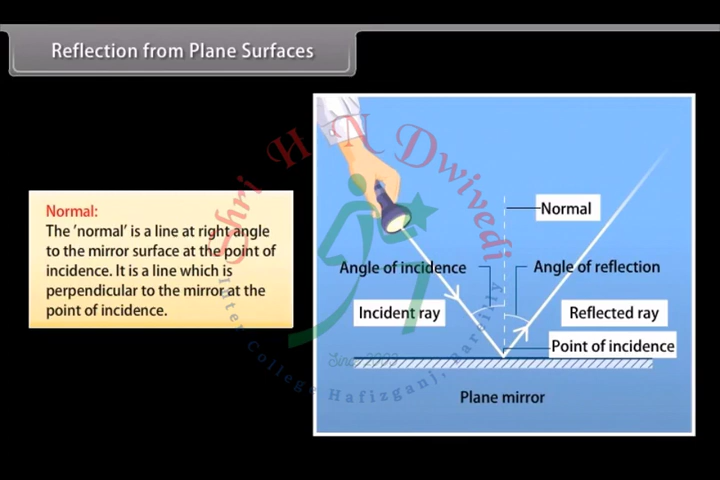 Reflection from Plane Surfaces
Normal:
The 'normal' is a line at right angle
to the mirror surface at the point of
incidence. It is a line which is
perpendicular to the mirror at the
point of incidence.
Normal
Angle of incidence
Angle of reflection
Incident ray
Reflected ray
Point of incidence
Plane mirror
Shri H N Dwivedi
Inter College Hafizganj, Bareilly